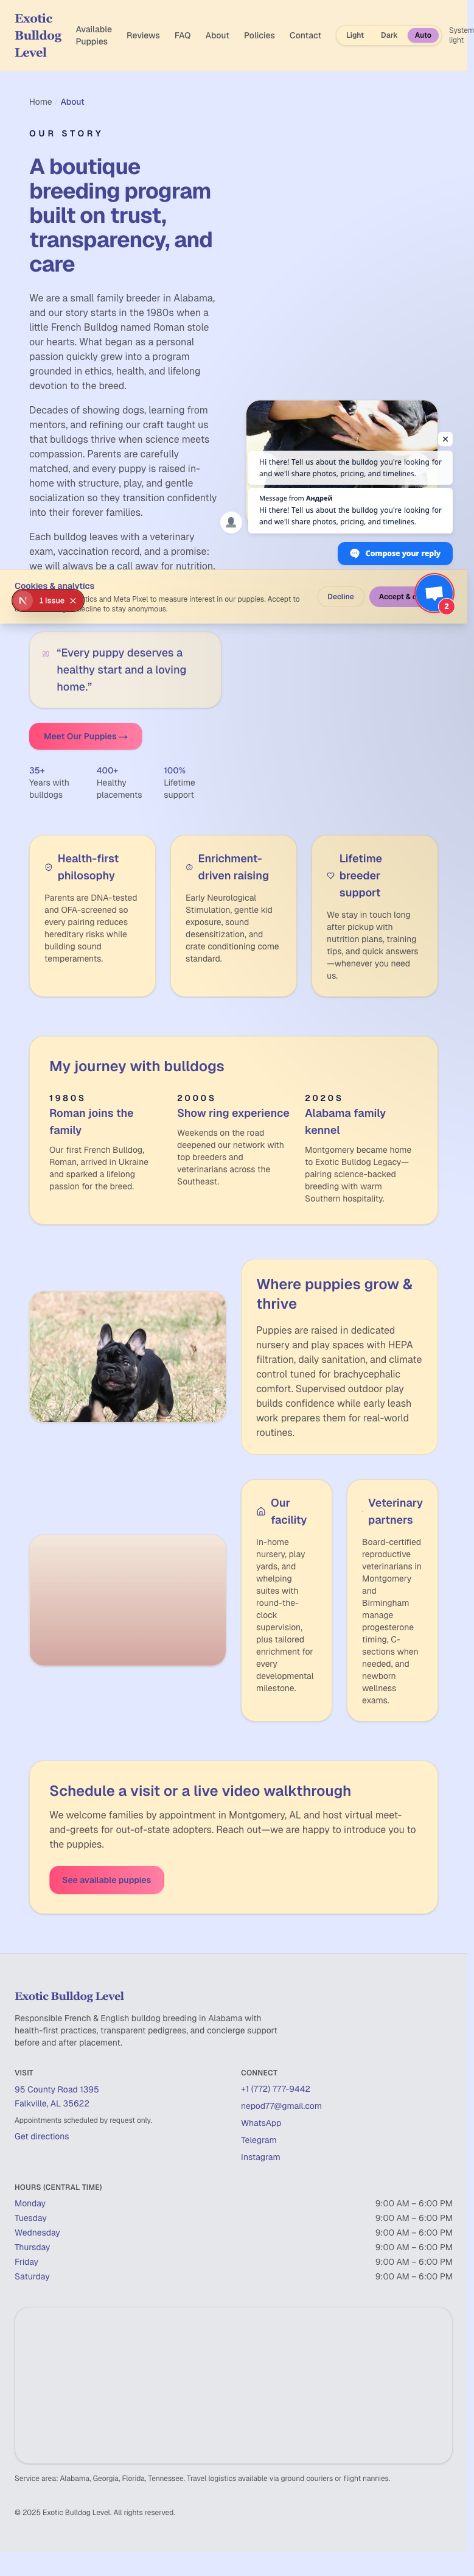 Exotic
Bulldog
Level
Available
Puppies
Reviews
FAQ
About
Policies
Contact
Light
Dark
Auto
System
light
Home
About
OUR STORY
A boutique
breeding program
built on trust,
transparency, and
care
We are a small family breeder in Alabama,
and our story starts in the 1980s when a
little French Bulldog named Roman stole
our hearts. What began as a personal
passion quickly grew into a program
grounded in ethics, health, and lifelong
devotion to the breed.
Decades of showing dogs, learning from
mentors, and refining our craft taught us
that bulldogs thrive when science meets
compassion. Parents are carefully
matched, and every puppy is raised in-
home with structure, play, and gentle
socialization so they transition confidently
into their forever families.
Each bulldog leaves with a veterinary
exam, vaccination record, and a promise:
we will always be a call away for nutrition,
Hi there! Tell us about the bulldog you're looking for
and we'll share photos, pricing, and timelines.
Message from Андрей
Hi there! Tell us about the bulldog you're looking for
and we'll share photos, pricing, and timelines.
Compose your reply
Cookies & analytics
and Meta Pixel to measure interest in our puppies. Accept to
decline to stay anonymous.
N
1 Issue
Decline
Accept &
2
“Every puppy deserves a
healthy start and a loving
home.”
Meet Our Puppies →
35+
Years with
bulldogs
400+
Healthy
placements
100%
Lifetime
support
Health-first
philosophy
Parents are DNA-tested
and OFA-screened so
every pairing reduces
hereditary risks while
building sound
temperaments.
Enrichment-
driven raising
Early Neurological
Stimulation, gentle kid
exposure, sound
desensitization, and
crate conditioning come
standard.
Lifetime
breeder
support
We stay in touch long
after pickup with
nutrition plans, training
tips, and quick answers
—whenever you need
us.
My journey with bulldogs
1980S
Roman joins the
family
Our first French Bulldog,
Roman, arrived in Ukraine
and sparked a lifelong
passion for the breed.
2000S
Show ring experience
Weekends on the road
deepened our network with
top breeders and
veterinarians across the
Southeast.
2020S
Alabama family
kennel
Montgomery became home
to Exotic Bulldog Legacy—
pairing science-backed
breeding with warm
Southern hospitality.
Where puppies grow &
thrive
Puppies are raised in dedicated
nursery and play spaces with HEPA
filtration, daily sanitation, and climate
control tuned for brachycephalic
comfort. Supervised outdoor play
builds confidence while early leash
work prepares them for real-world
routines.
Our
facility
In-home
nursery, play
yards, and
whelping
suites with
round-the-
clock
supervision,
plus tailored
enrichment for
every
developmental
milestone.
Veterinary
partners
Board-certified
reproductive
veterinarians in
Montgomery
and
Birmingham
manage
progesterone
timing, C-
sections when
needed, and
newborn
wellness
exams.
Schedule a visit or a live video walkthrough
We welcome families by appointment in Montgomery, AL and host virtual meet-
and-greets for out-of-state adopters. Reach out—we are happy to introduce you to
the puppies.
See available puppies
Exotic Bulldog Level
Responsible French & English bulldog breeding in Alabama with
health-first practices, transparent pedigrees, and concierge support
before and after placement.
VISIT
95 County Road 1395
Falkville, AL 35622
Appointments scheduled by request only.
Get directions
CONNECT
+1 (772) 777-9442
nepod77@gmail.com
WhatsApp
Telegram
Instagram
HOURS (CENTRAL TIME)
Monday 9:00 AM – 6:00 PM
Tuesday 9:00 AM – 6:00 PM
Wednesday 9:00 AM – 6:00 PM
Thursday 9:00 AM – 6:00 PM
Friday 9:00 AM – 6:00 PM
Saturday 9:00 AM – 6:00 PM
Service area: Alabama, Georgia, Florida, Tennessee. Travel logistics available via ground couriers or flight nannies.
© 2025 Exotic Bulldog Level. All rights reserved.